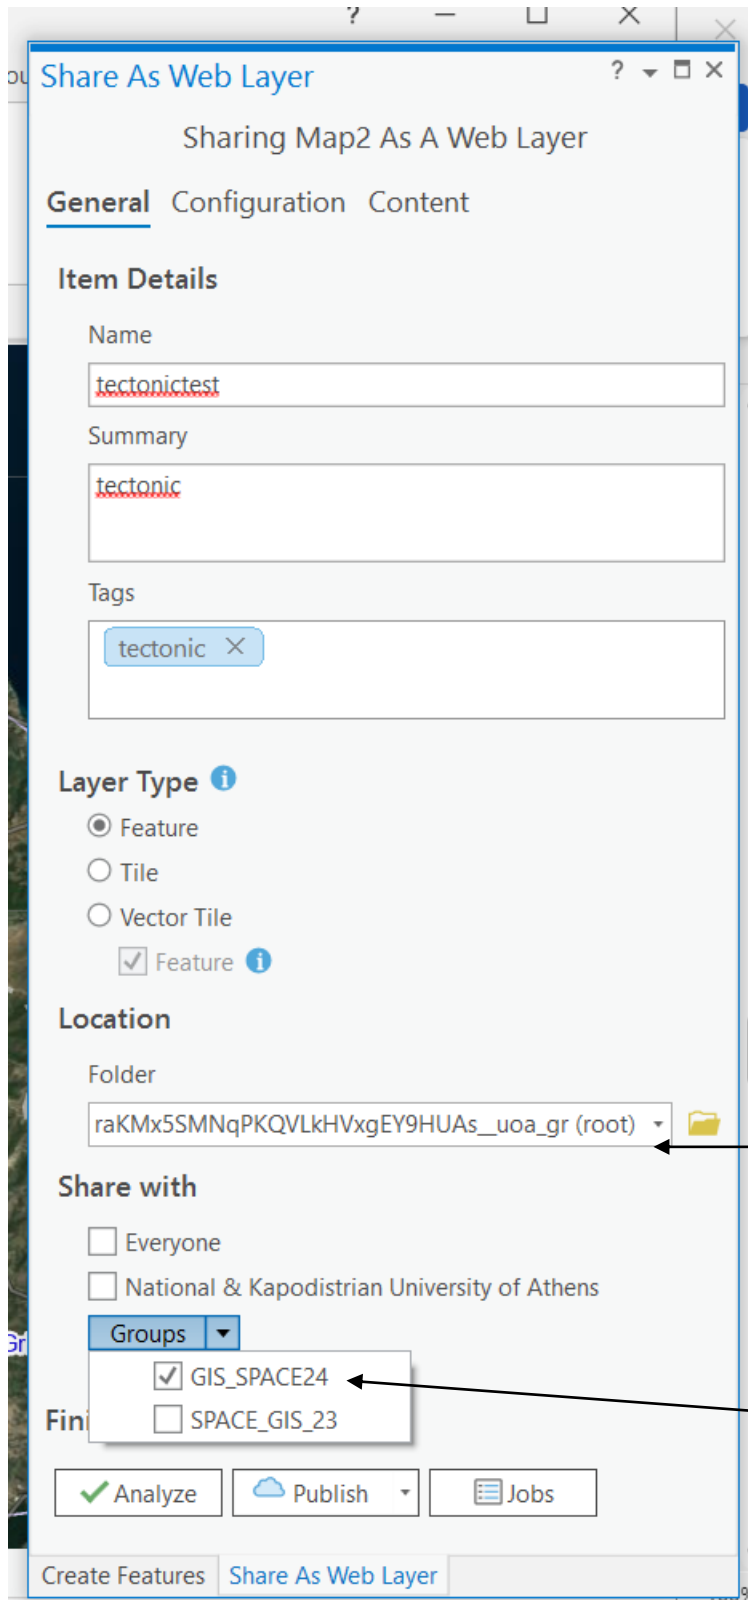 Share As Web Layer
Sharing Map2 As A Web Layer
General Configuration Content
Item Details
Name
tectonictest
Summary
tectonic
Tags
tectonic
Layer Type
Feature
Tile
Vector Tile
Feature
Location
Folder
raKMx5SMNqPKQVLkHVxgEY9HUAs__uoa_gr (root)
Share with
Everyone
National & Kapodistrian University of Athens
Groups
GIS_SPACE24
SPACE_GIS_23
Fini
Analyze Publish Jobs
Create Features Share As Web Layer